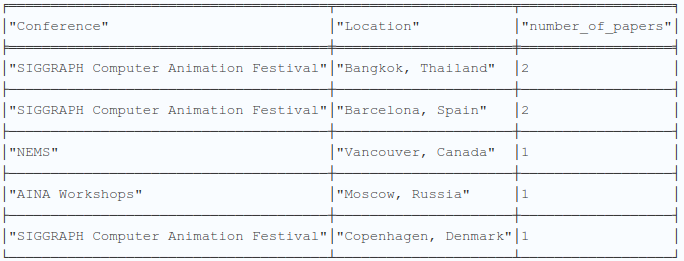 "Conference" "Location" "number_of_papers"
"SIGGRAPH Computer Animation Festival" "Bangkok, Thailand" 2
"SIGGRAPH Computer Animation Festival" "Barcelona, Spain" 2
"NEMS" "Vancouver, Canada" 1
"AINA Workshops" "Moscow, Russia" 1
"SIGGRAPH Computer Animation Festival" "Copenhagen, Denmark" 1